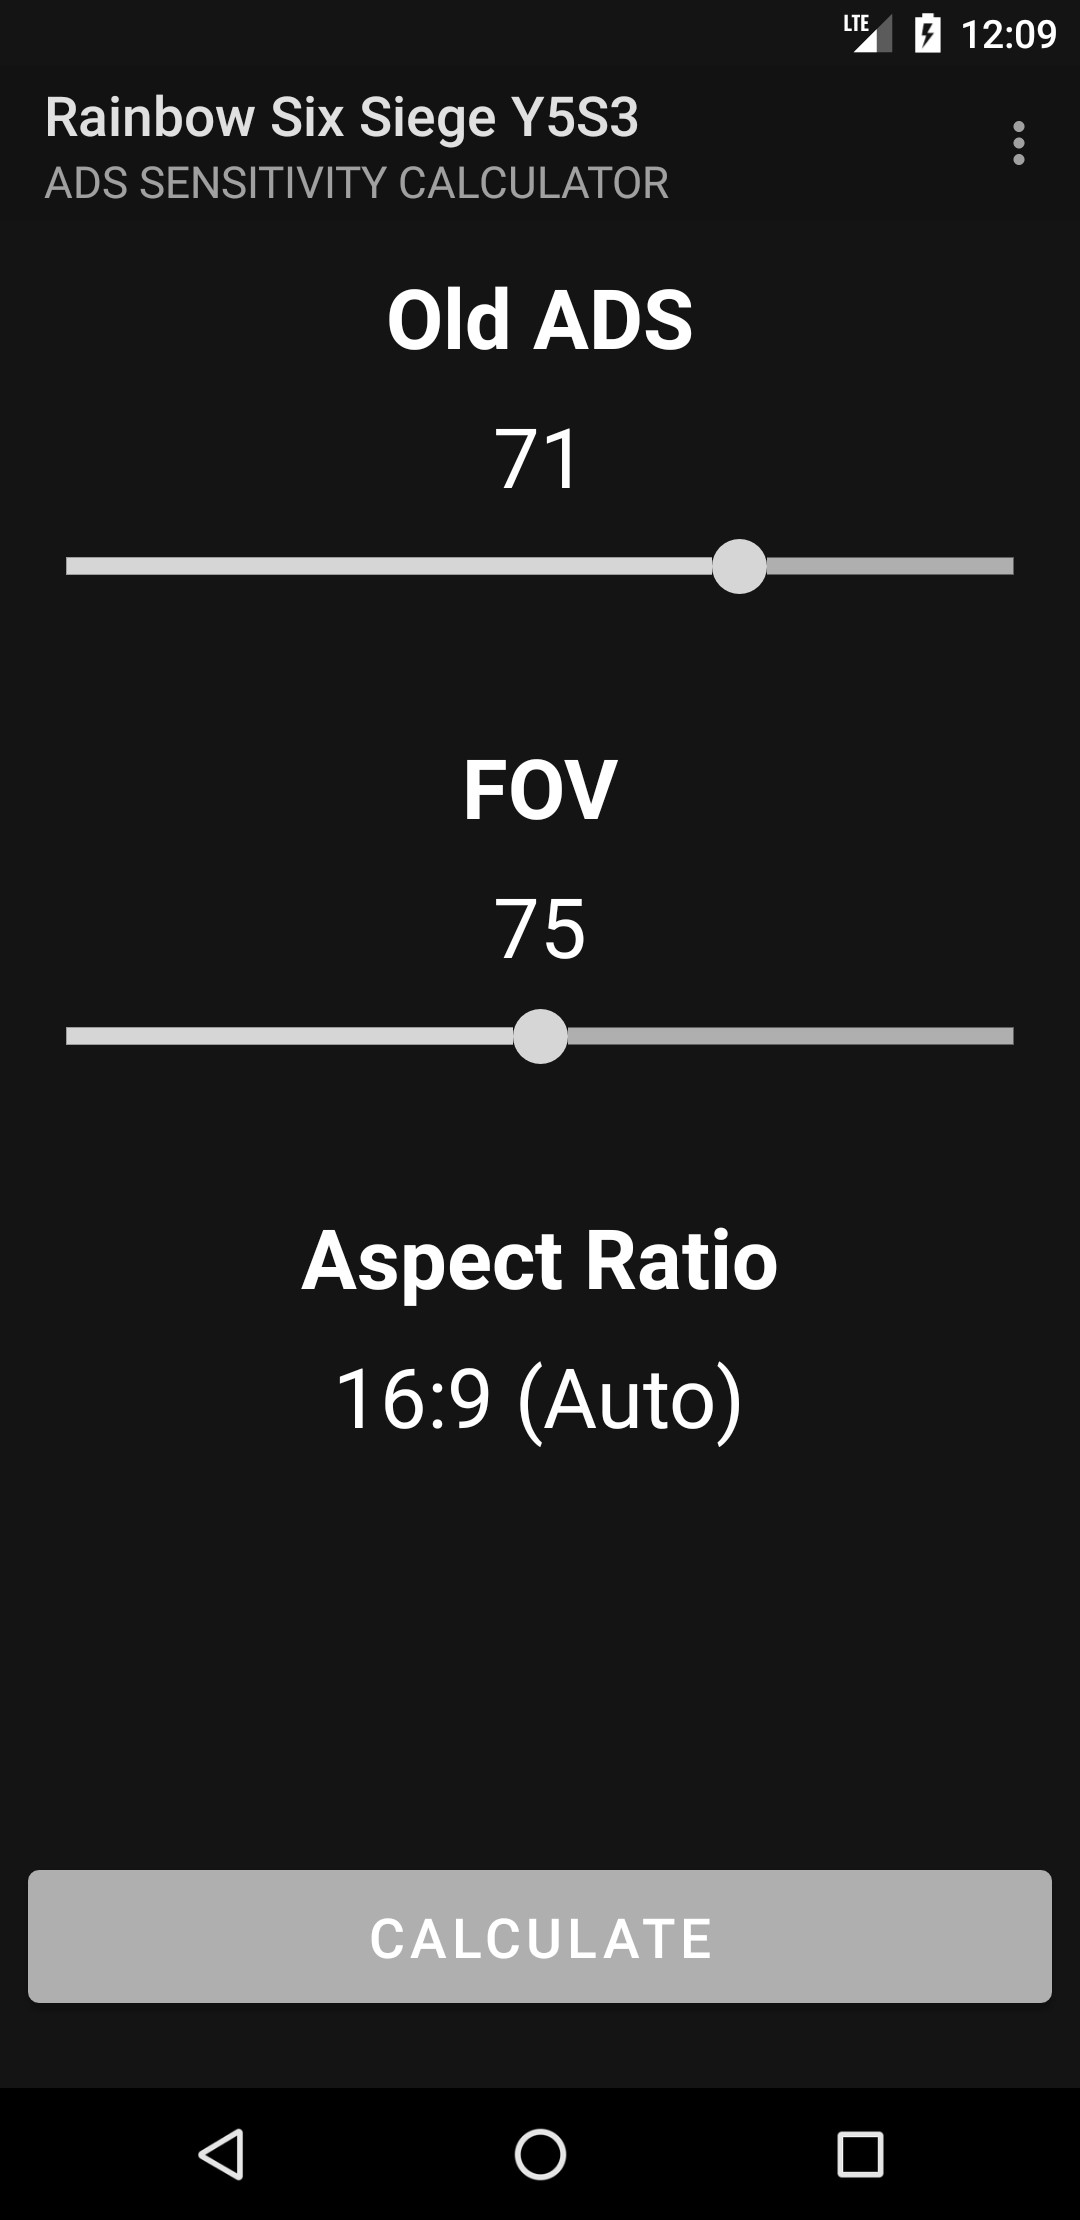 LTE 12:09
Rainbow Six Siege Y5S3
ADS SENSITIVITY CALCULATOR
Old ADS
71
FOV
75
Aspect Ratio
16:9 (Auto)
CALCULATE